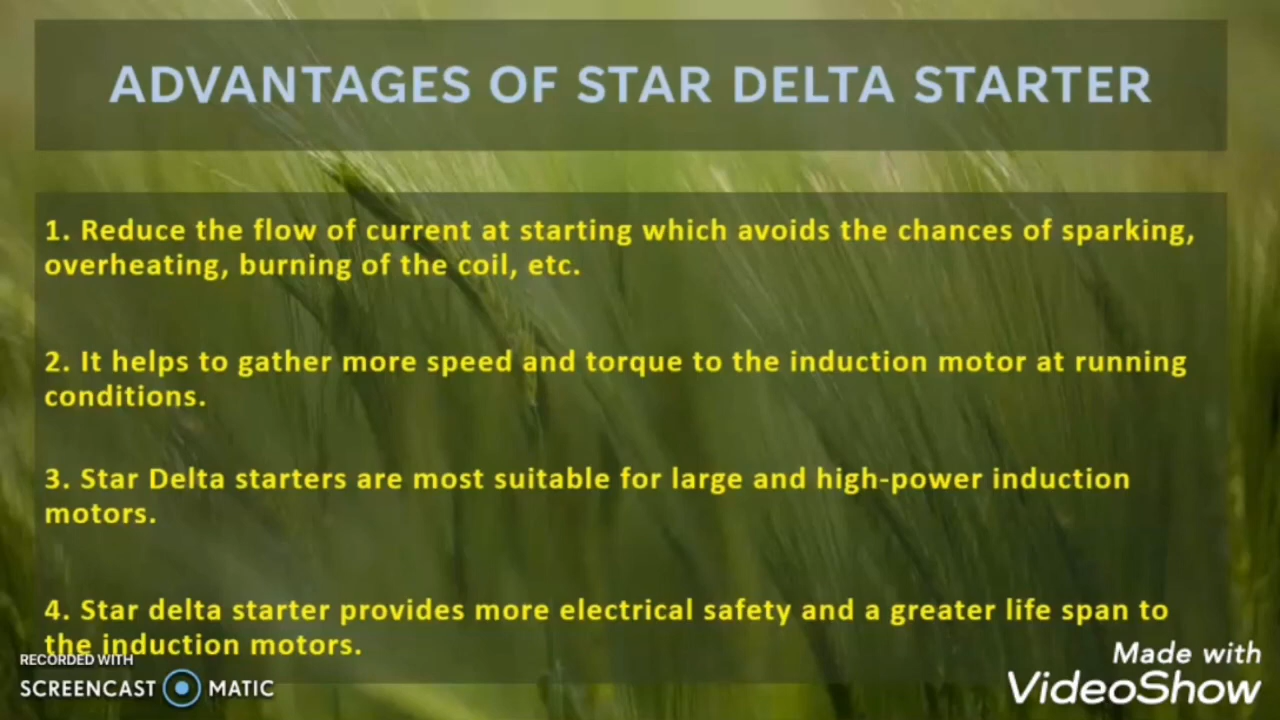 ADVANTAGES OF STAR DELTA STARTER
1. Reduce the flow of current at starting which avoids the chances of sparking,
overheating, burning of the coil, etc.
2. It helps to gather more speed and torque to the induction motor at running
conditions.
3. Star Delta starters are most suitable for large and high-power induction
motors.
4. Star delta starter provides more electrical safety and a greater life span to
the induction motors.
RECORDED WITH
SCREENCAST MATIC
Made with
VideoShow